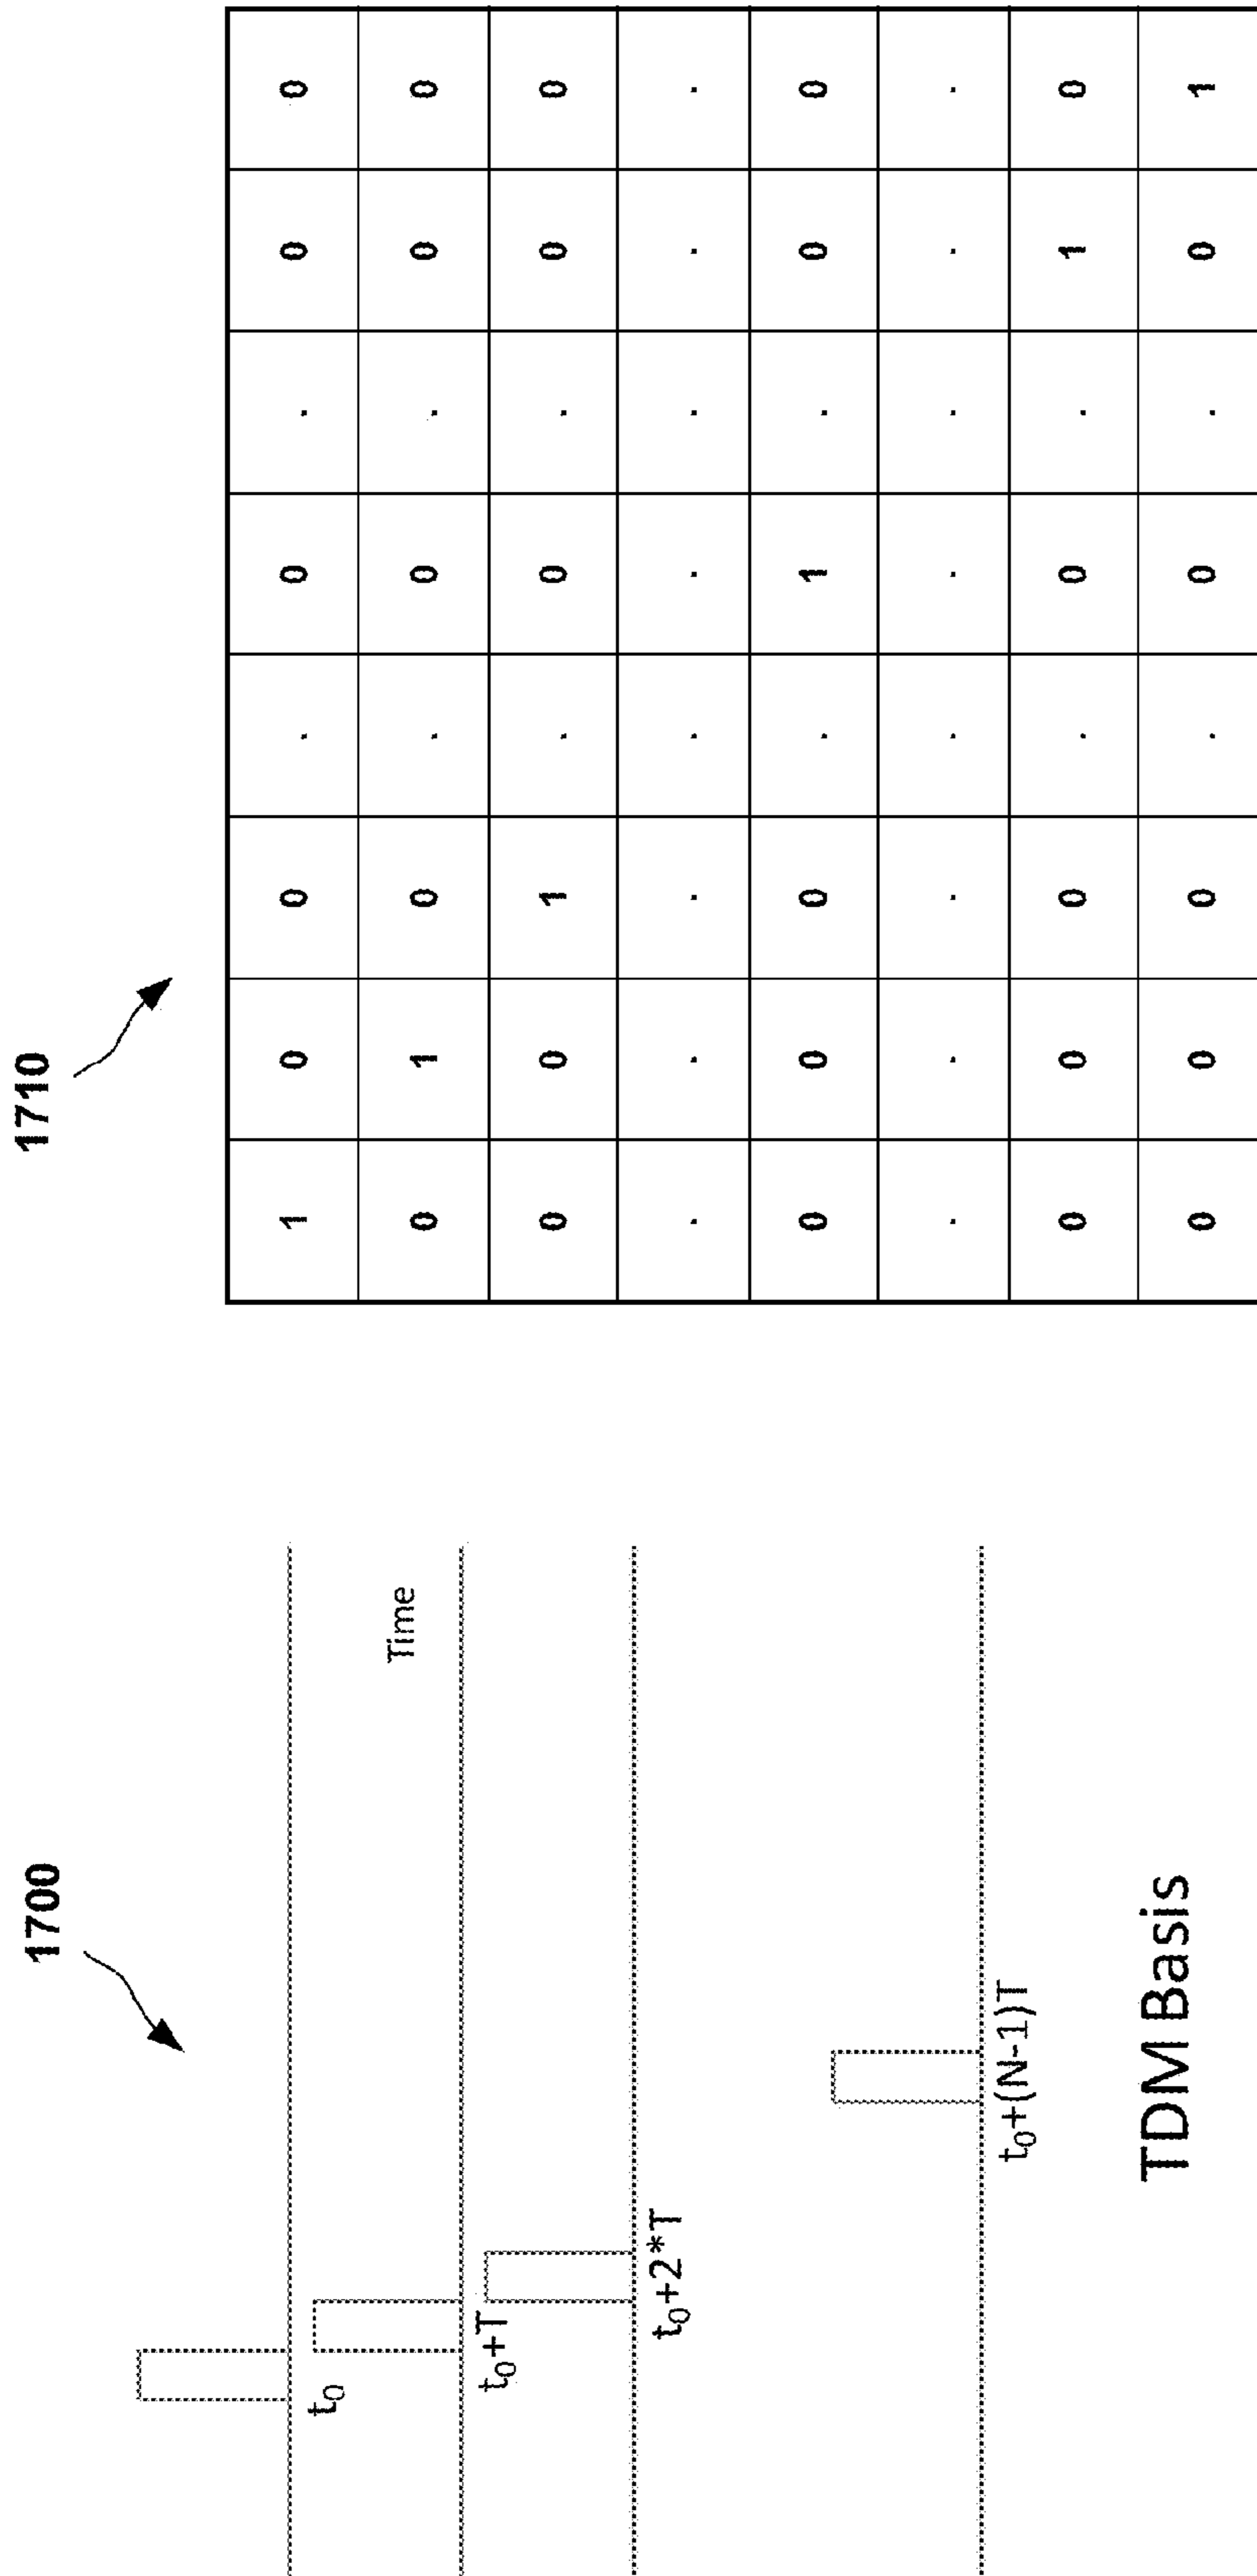 1700
t₀
Time
t₀+T
t₀+2*T
t₀+(N-1)T
TDM Basis
1710
1 0 0 . 0 . 0 0
0 1 0 . 0 . 0 0
0 0 1 . 0 . 0 0
. . . . . . . .
0 0 0 . 1 . 0 0
. . . . . . . .
0 0 0 . 0 . 1 0
0 0 0 . 0 . 0 1